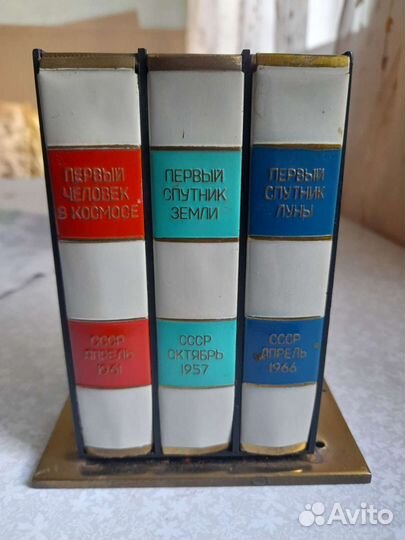 ПЕРВЫЙ
ЧЕЛОВЕК
В КОСМОСЕ
СССР
АПРЕЛЬ
1961
ПЕРВЫЙ
СПУТНИК
ЗЕМЛИ
СССР
ОКТЯБРЬ
1957
ПЕРВЫЙ
СПУТНИК
ЛУНЫ
СССР
АПРЕЛЬ
1966
Avito